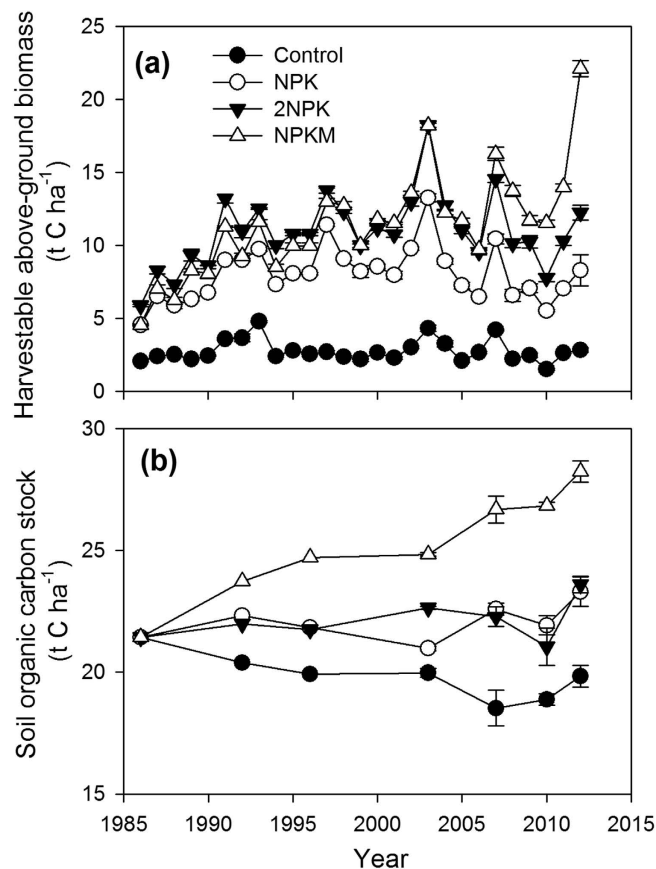 Harvestable above-ground biomass
(t C ha⁻¹)
25
20
15
10
5
0
(a)
Control
NPK
2NPK
NPKM
Soil organic carbon stock
(t C ha⁻¹)
30
25
20
15
(b)
1985 1990 1995 2000 2005 2010 2015
Year